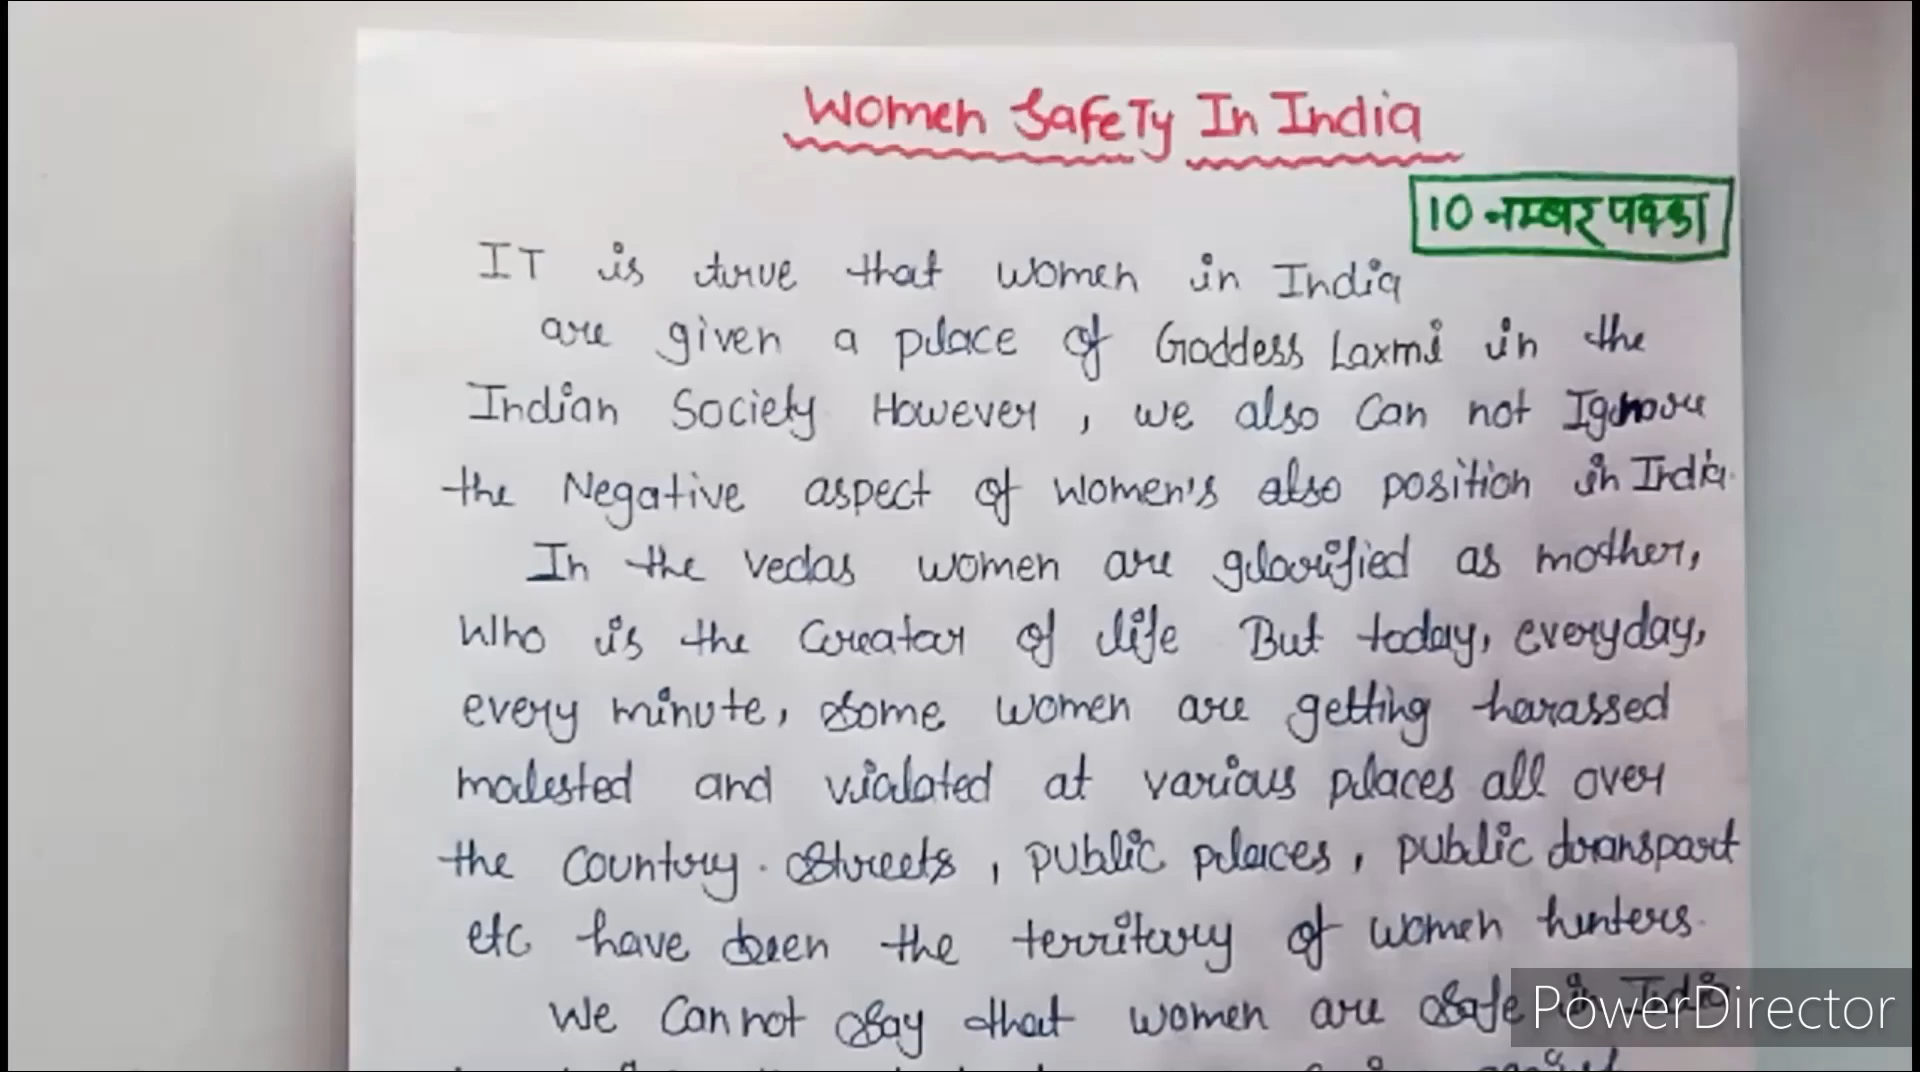 Women Safety In India
10 नम्बर पक्का
IT is true that women in India
are given a place of Goddess Laxmi in the
Indian Society However, we also Can not Ignore
the Negative aspect of women's also position in India.
In the vedas women are glorified as mother,
Who is the Creator of life But today, everyday,
every minute, some women are getting harassed
molested and violated at various places all over
the Country. Streets, public places, public transport
etc have been the territory of women hunters.
We Cannot say that women are safe in India
PowerDirector